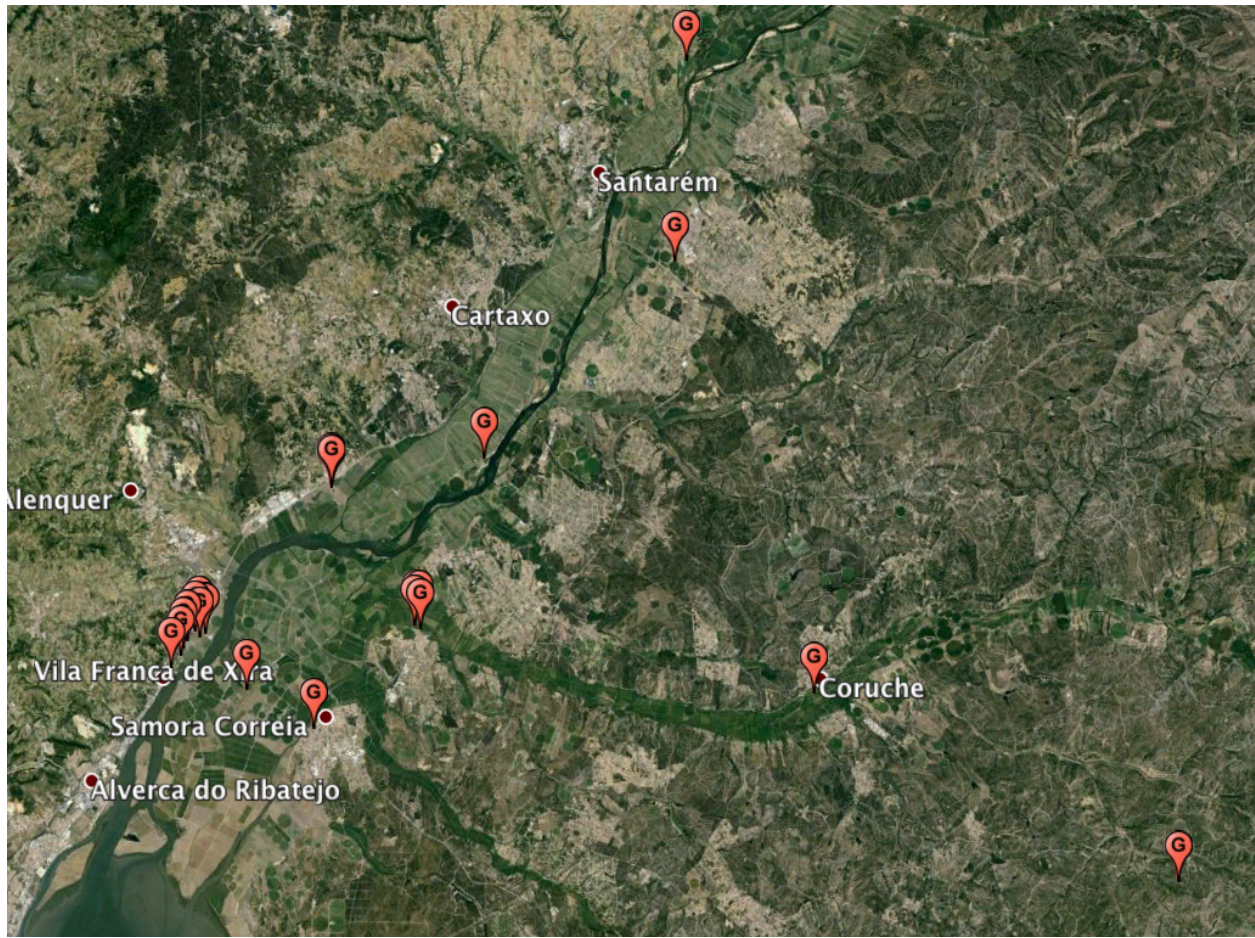 G
Santarém
G
Cartaxo
G
G
Alenquer
G
G
G
G
G
G
G
Vila Franca de Xira
G
Coruche
G
Samora Correia
Alverca do Ribatejo
G